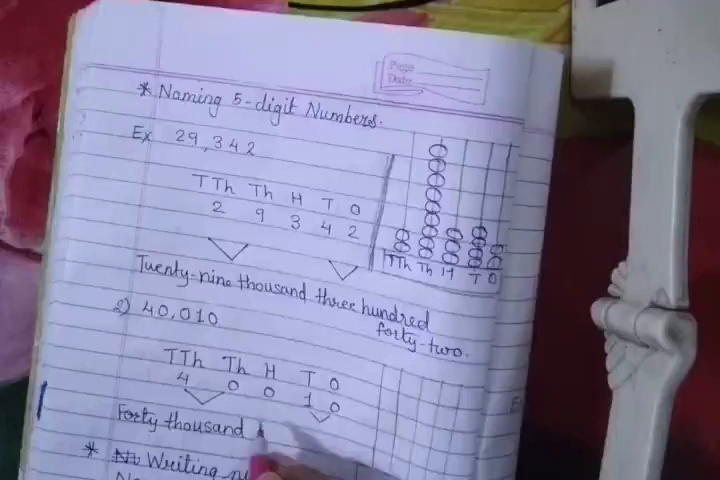 Page
Date
* Naming 5-digit Numbers.
Ex 29,342
TTh Th H T O
2 9 3 4 2
TTh Th H T O
Twenty-nine thousand three hundred
forty-two.
2) 40,010
TTh Th H T O
4 0 0 1 0
Forty thousand
* Writing